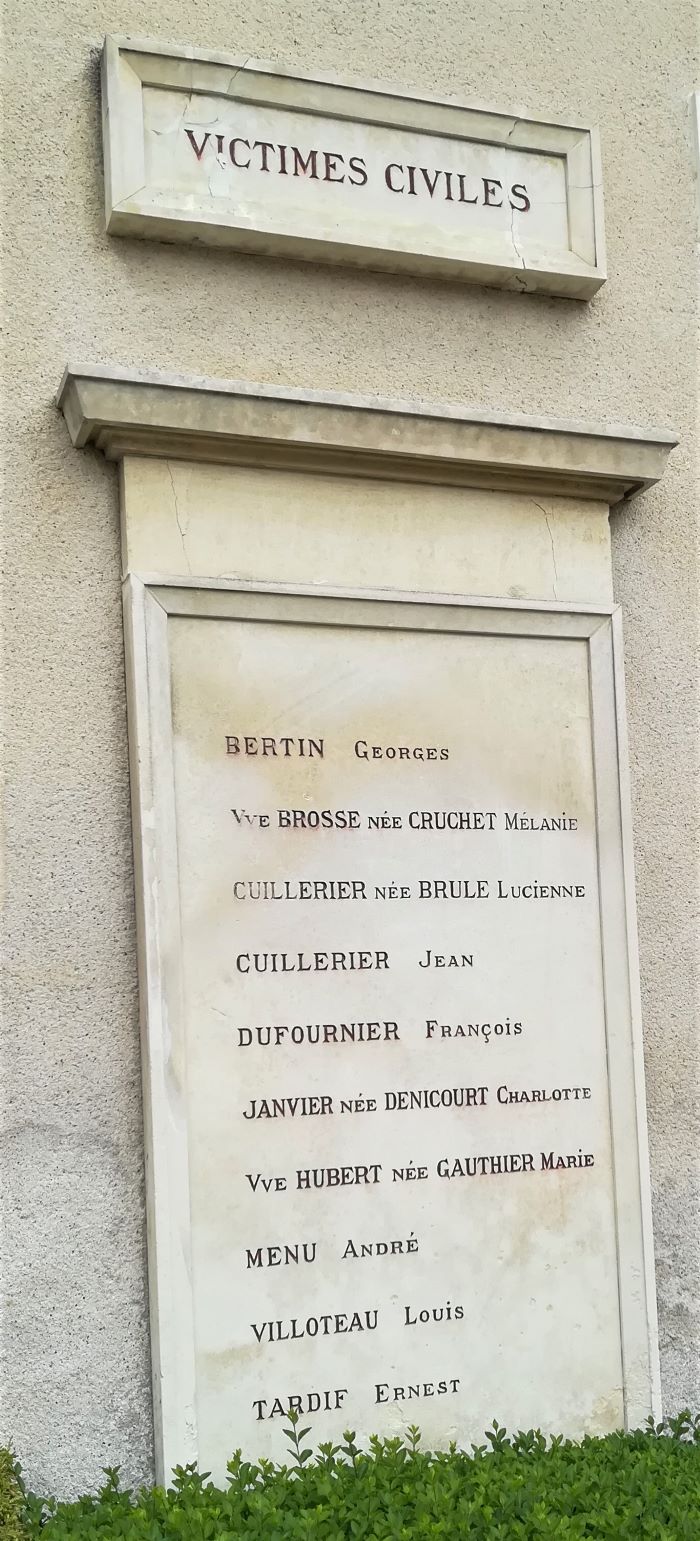 VICTIMES CIVILES
BERTIN GEORGES
VVE BROSSE NÉE CRUCHET MÉLANIE
CUILLERIER NÉE BRULE LUCIENNE
CUILLERIER JEAN
DUFOURNIER FRANÇOIS
JANVIER NÉE DENICOURT CHARLOTTE
VVE HUBERT NÉE GAUTHIER MARIE
MENU ANDRÉ
VILLOTEAU LOUIS
TARDIF ERNEST